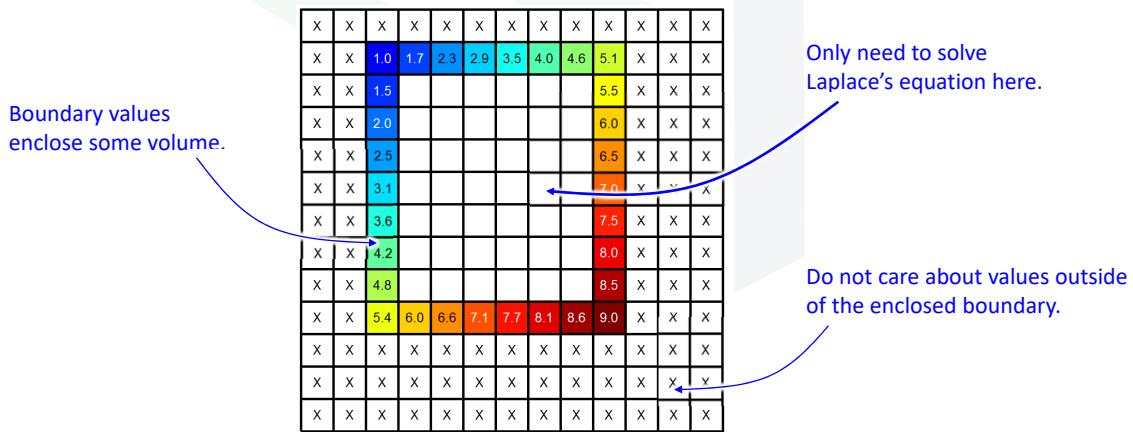 X X X X X X X X X X X X X
X X 1.0 1.7 2.3 2.9 3.5 4.0 4.6 5.1 X X X
X X 1.5 5.5 X X X
X X 2.0 6.0 X X X
X X 2.5 6.5 X X X
X X 3.1 7.0 X X X
X X 3.6 7.5 X X X
X X 4.2 8.0 X X X
X X 4.8 8.5 X X X
X X 5.4 6.0 6.6 7.1 7.7 8.1 8.6 9.0 X X X
X X X X X X X X X X X X X
X X X X X X X X X X X X X
X X X X X X X X X X X X X
Only need to solve
Laplace's equation here.
Boundary values
enclose some volume.
Do not care about values outside
of the enclosed boundary.